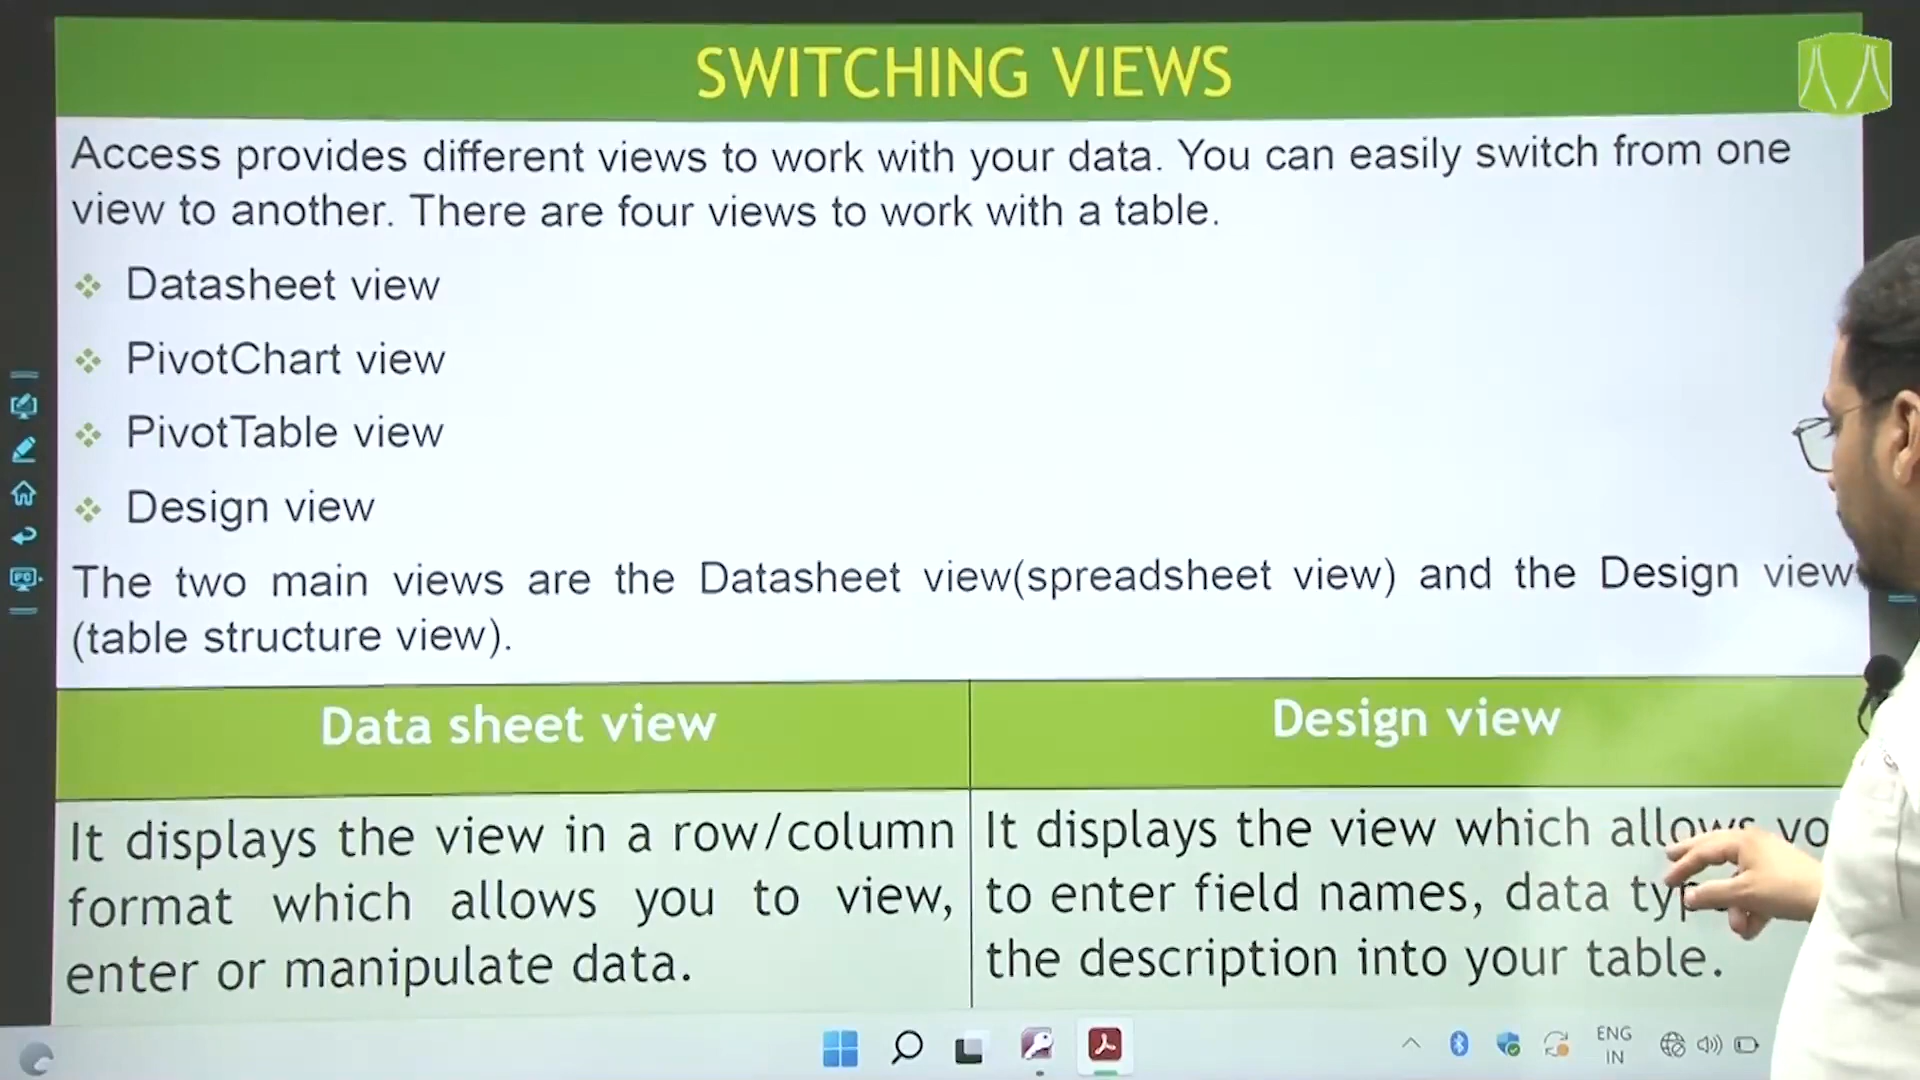 SWITCHING VIEWS
Access provides different views to work with your data. You can easily switch from one
view to another. There are four views to work with a table.
Datasheet view
PivotChart view
PivotTable view
Design view
The two main views are the Datasheet view(spreadsheet view) and the Design view
(table structure view).
Data sheet view
It displays the view in a row/column
format which allows you to view,
enter or manipulate data.
Design view
It displays the view which allows
to enter field names, data
the description into your table.
ENG
IN